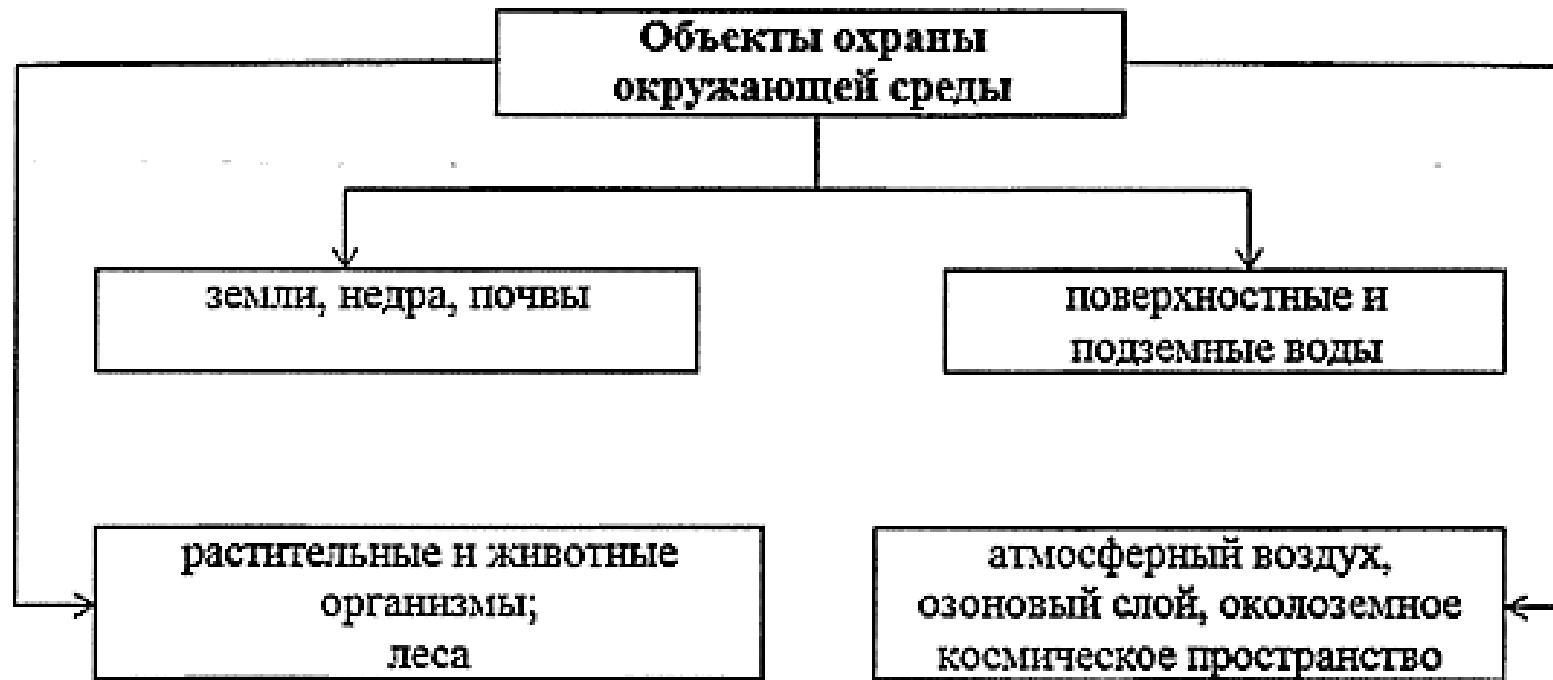 Объекты охраны
окружающей среды
земли, недра, почвы
поверхностные и
подземные воды
растительные и животные
организмы;
леса
атмосферный воздух,
озоновый слой, околоземное
космическое пространство